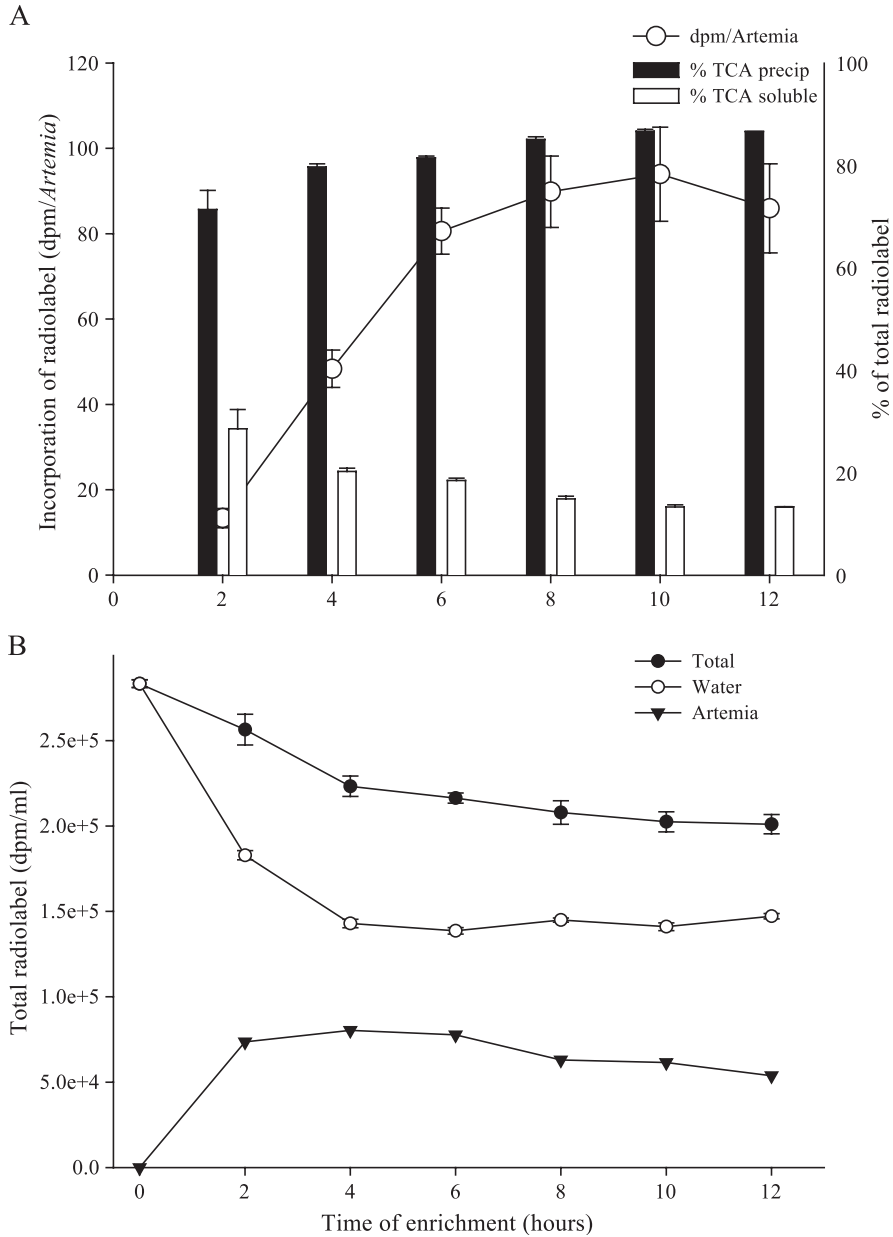 A
dpm/Artemia
% TCA precip
% TCA soluble
120
100
80
60
40
20
0
Incorporation of radiolabel (dpm/Artemia)
100
80
60
40
20
0
% of total radiolabel
0 2 4 6 8 10 12
B
Total
Water
Artemia
2.5e+5
2.0e+5
1.5e+5
1.0e+5
5.0e+4
0.0
Total radiolabel (dpm/ml)
0 2 4 6 8 10 12
Time of enrichment (hours)